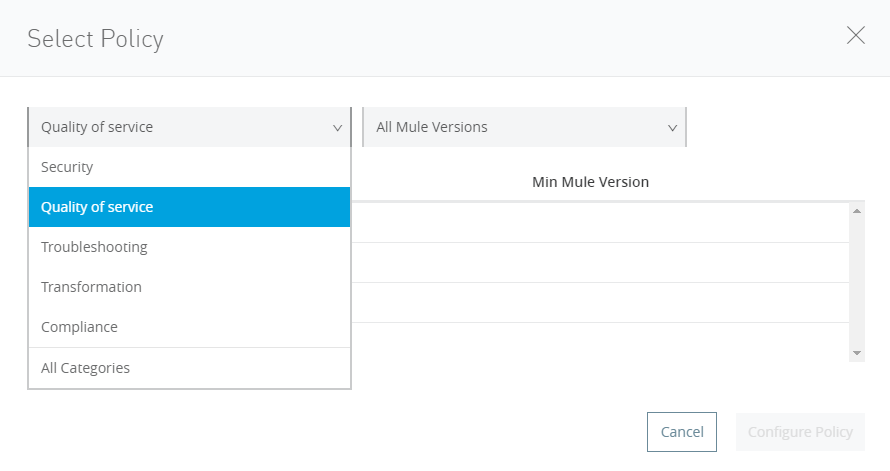 Select Policy
Quality of service
All Mule Versions
Security
Min Mule Version
Quality of service
Troubleshooting
Transformation
Compliance
All Categories
Cancel
Configure Policy